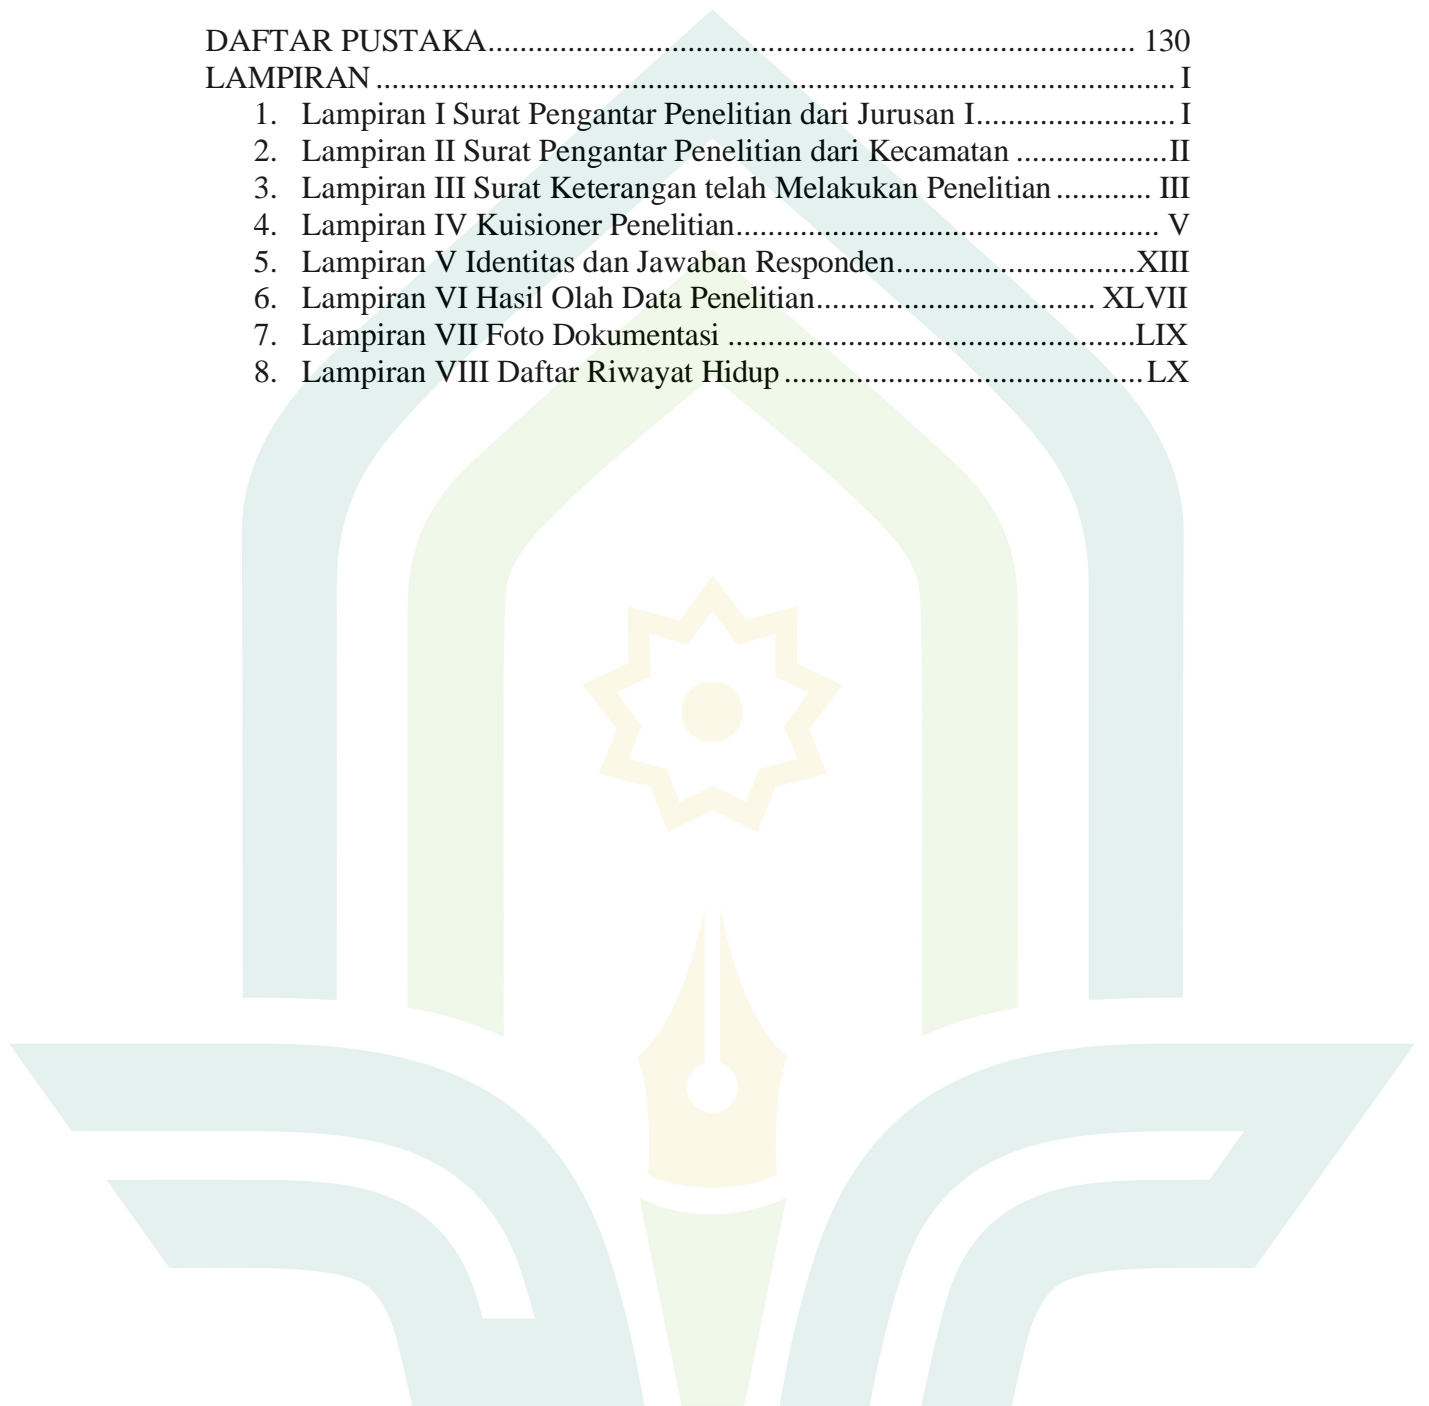 DAFTAR PUSTAKA..................................................................................... 130
LAMPIRAN ........................................................................................................ I
1. Lampiran I Surat Pengantar Penelitian dari Jurusan I......................... I
2. Lampiran II Surat Pengantar Penelitian dari Kecamatan ...................II
3. Lampiran III Surat Keterangan telah Melakukan Penelitian ............ III
4. Lampiran IV Kuisioner Penelitian..................................................... V
5. Lampiran V Identitas dan Jawaban Responden..............................XIII
6. Lampiran VI Hasil Olah Data Penelitian.................................. XLVII
7. Lampiran VII Foto Dokumentasi ...................................................LIX
8. Lampiran VIII Daftar Riwayat Hidup .............................................LX